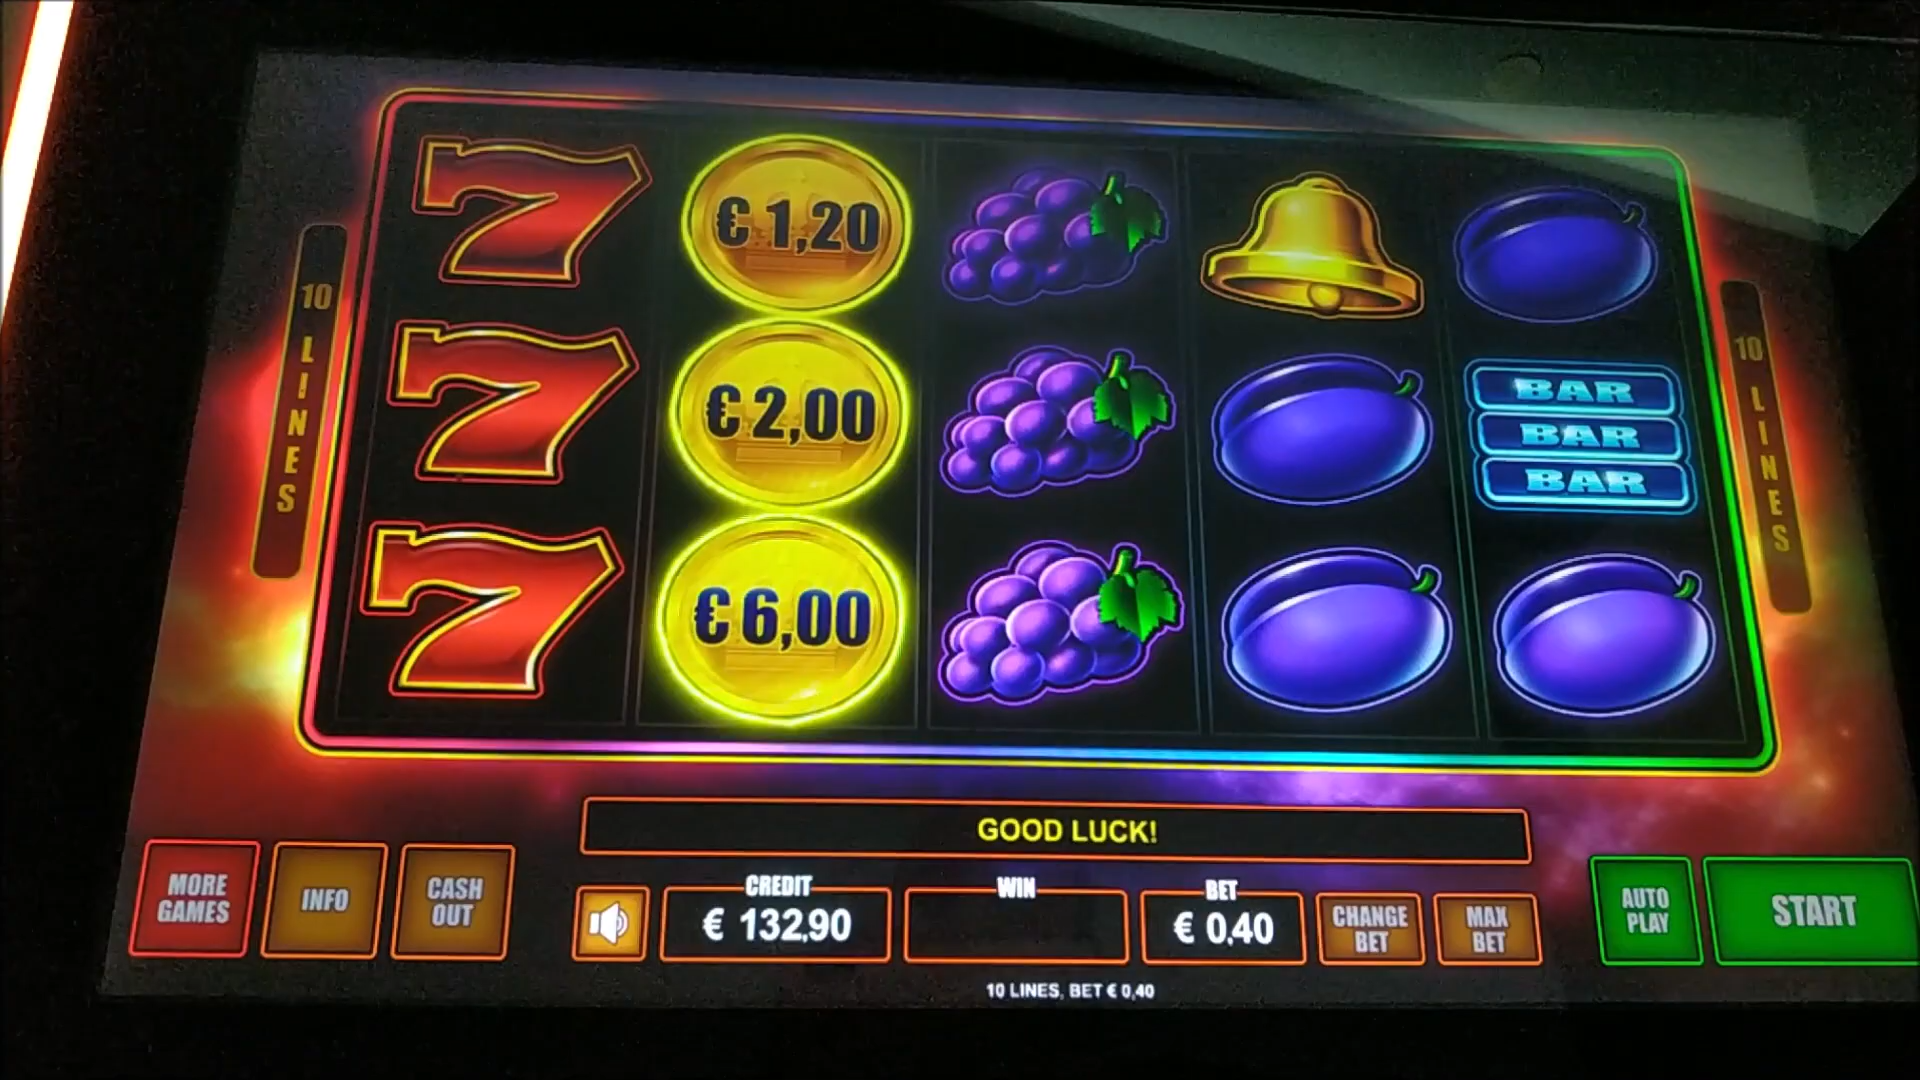 € 1,20
€ 2,00
€ 6,00
BAR
BAR
BAR
10 LINES
10 LINES
GOOD LUCK!
MORE GAMES
INFO
CASH OUT
CREDIT
€ 132,90
WIN
BET
€ 0,40
CHANGE BET
MAX BET
AUTO PLAY
START
10 LINES, BET € 0,40